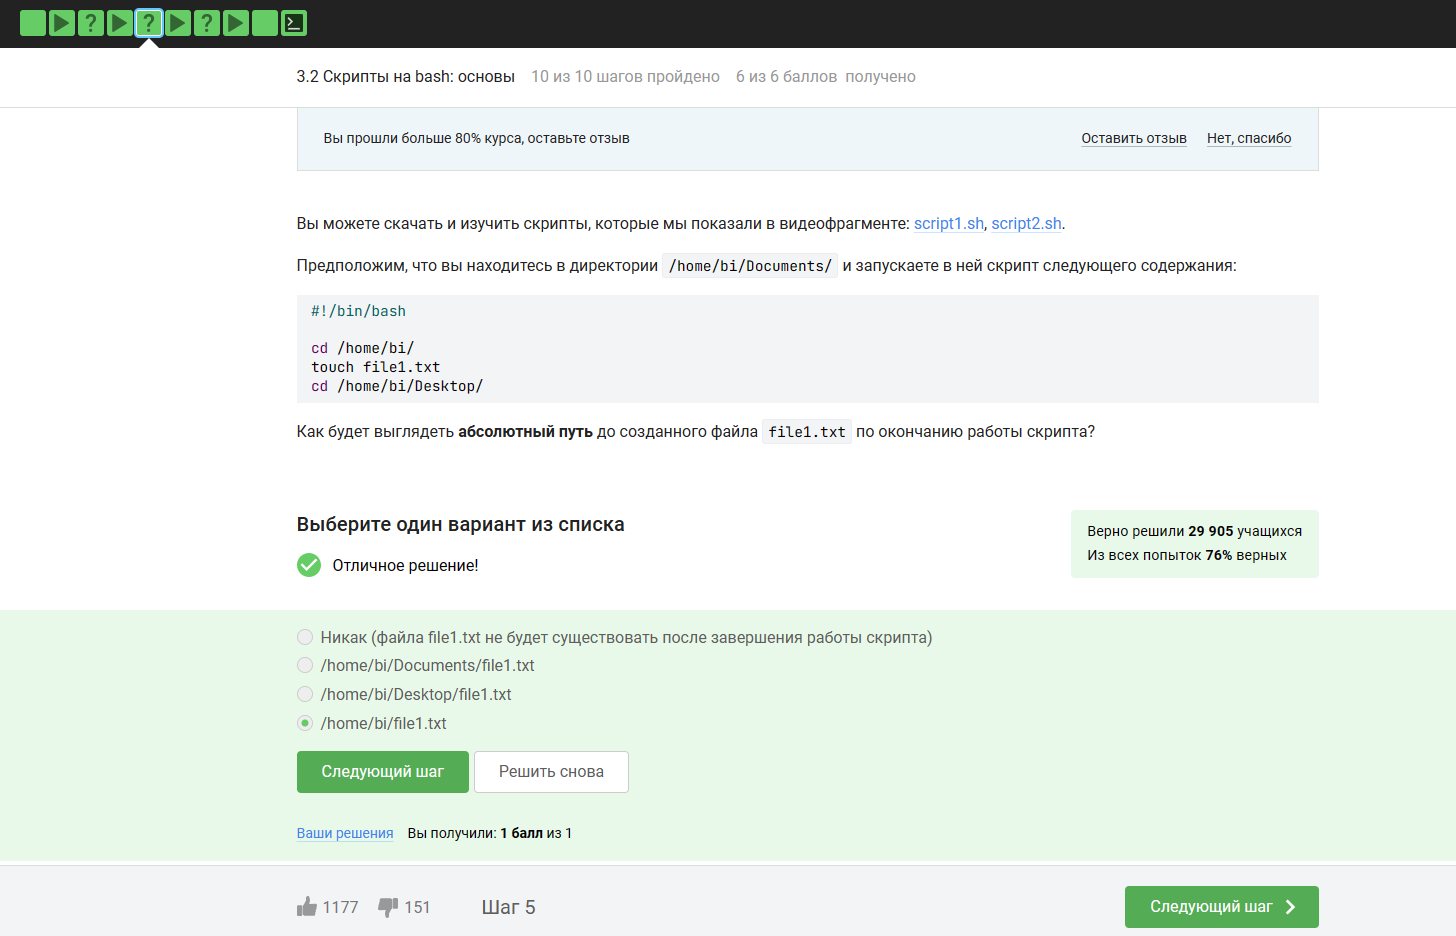 3.2 Скрипты на bash: основы 10 из 10 шагов пройдено 6 из 6 баллов получено
Вы прошли больше 80% курса, оставьте отзыв Оставить отзыв Нет, спасибо
Вы можете скачать и изучить скрипты, которые мы показали в видеофрагменте: script1.sh, script2.sh.
Предположим, что вы находитесь в директории /home/bi/Documents/ и запускаете в ней скрипт следующего содержания:
#!/bin/bash
cd /home/bi/
touch file1.txt
cd /home/bi/Desktop/
Как будет выглядеть абсолютный путь до созданного файла file1.txt по окончанию работы скрипта?
Выберите один вариант из списка
Отличное решение!
Верно решили 29 905 учащихся
Из всех попыток 76% верных
Никак (файла file1.txt не будет существовать после завершения работы скрипта)
/home/bi/Documents/file1.txt
/home/bi/Desktop/file1.txt
/home/bi/file1.txt
Следующий шаг Решить снова
Ваши решения Вы получили: 1 балл из 1
1177 151 Шаг 5 Следующий шаг